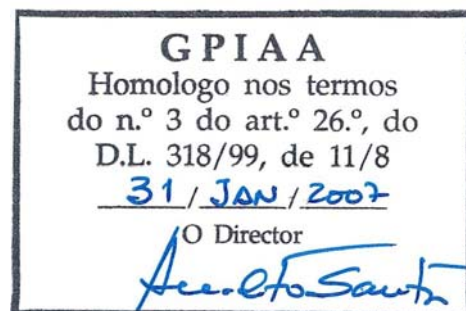 GPIAA
Homologo nos termos
do n.º 3 do art.º 26.º, do
D.L. 318/99, de 11/8
31 / JAN / 2007
O Director